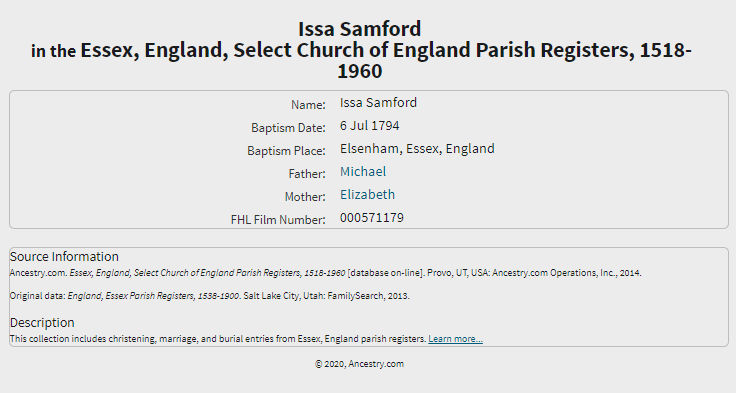 Issa Samford
in the Essex, England, Select Church of England Parish Registers, 1518-
1960
Name: Issa Samford
Baptism Date: 6 Jul 1794
Baptism Place: Elsenham, Essex, England
Father: Michael
Mother: Elizabeth
FHL Film Number: 000571179
Source Information
Ancestry.com. Essex, England, Select Church of England Parish Registers, 1518-1960 [database on-line]. Provo, UT, USA: Ancestry.com Operations, Inc., 2014.
Original data: England, Essex Parish Registers, 1538-1900. Salt Lake City, Utah: FamilySearch, 2013.
Description
This collection includes christening, marriage, and burial entries from Essex, England parish registers. Learn more...
© 2020, Ancestry.com